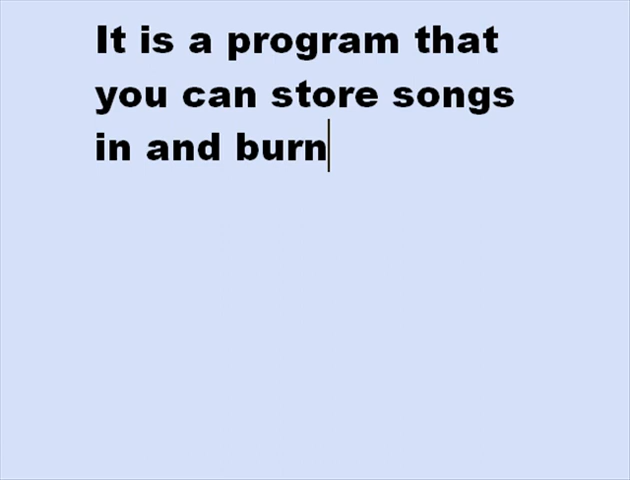 It is a program that
you can store songs
in and burn